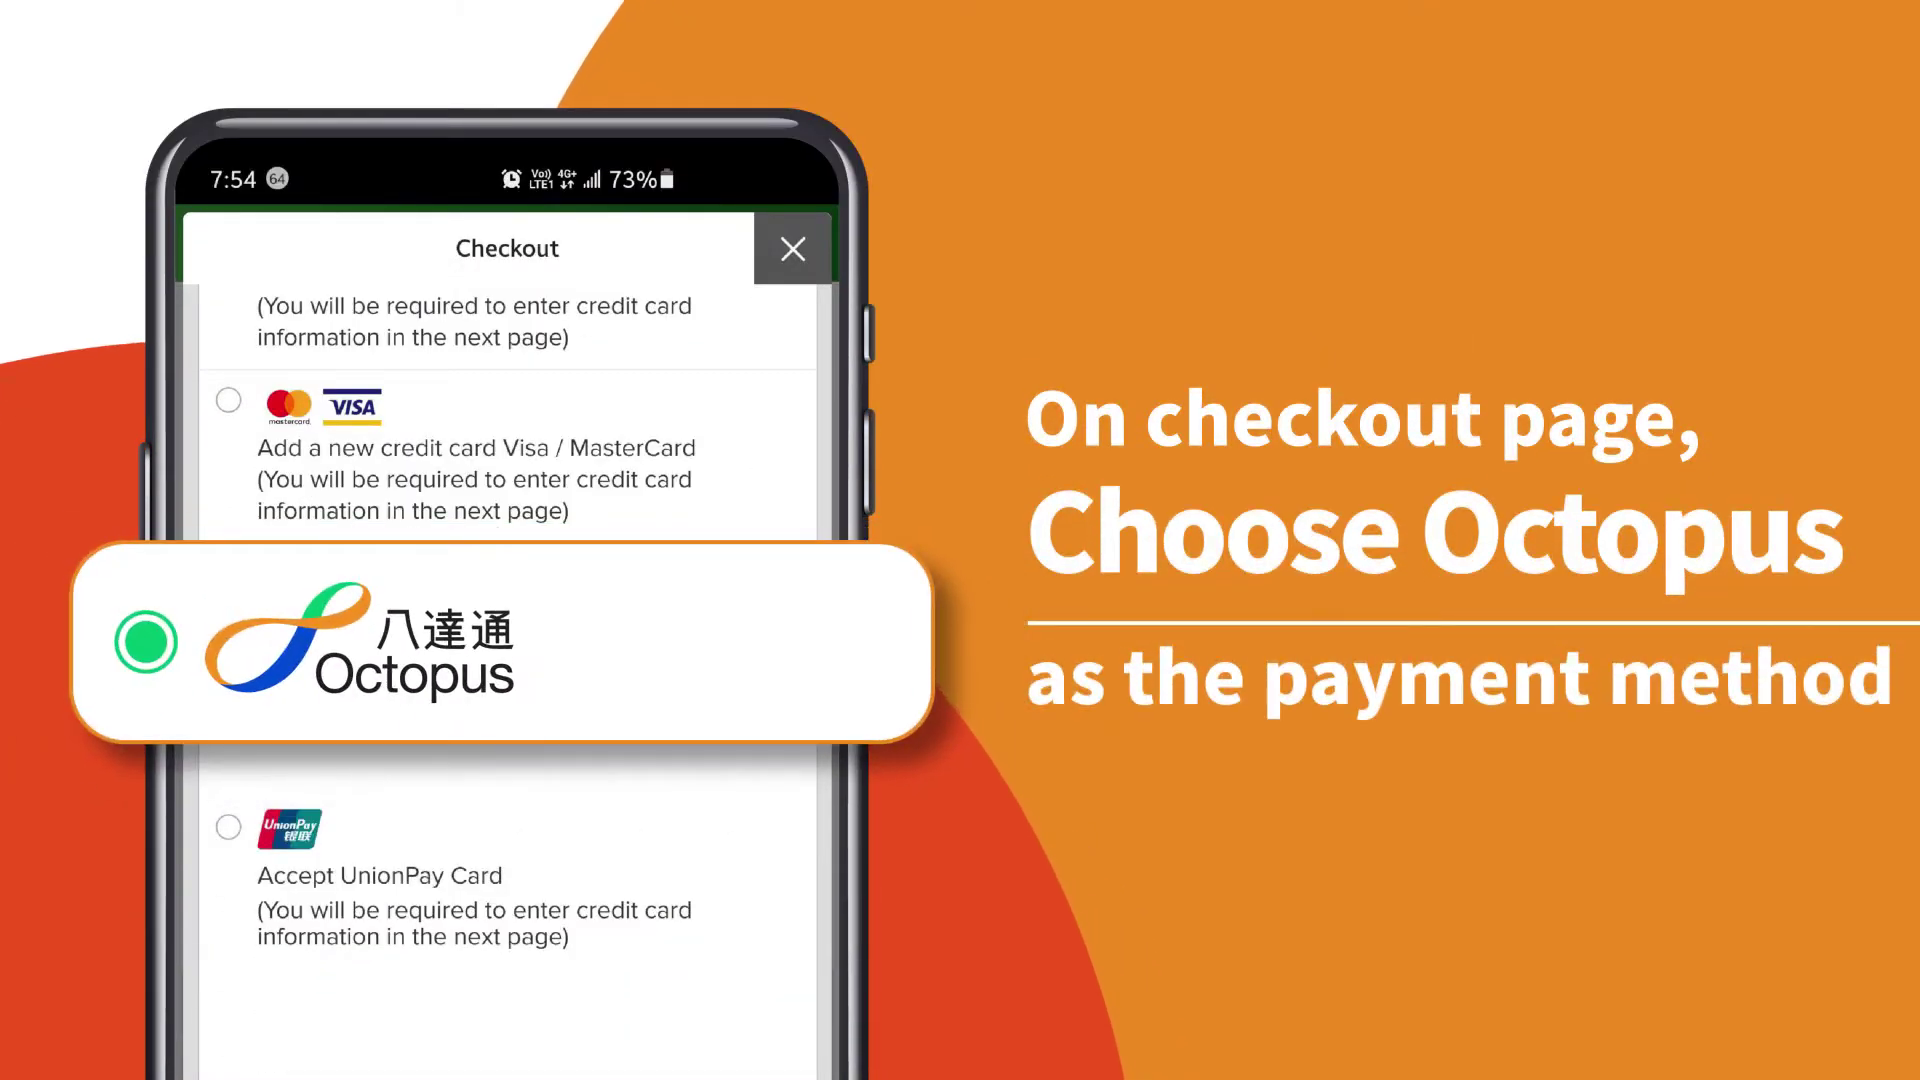 7:54 64 Vo)) LTE1 4G+ 73%
Checkout
(You will be required to enter credit card
information in the next page)
mastercard VISA
Add a new credit card Visa / MasterCard
(You will be required to enter credit card
information in the next page)
八達通
Octopus
UnionPay
银联
Accept UnionPay Card
(You will be required to enter credit card
information in the next page)
On checkout page,
Choose Octopus
as the payment method